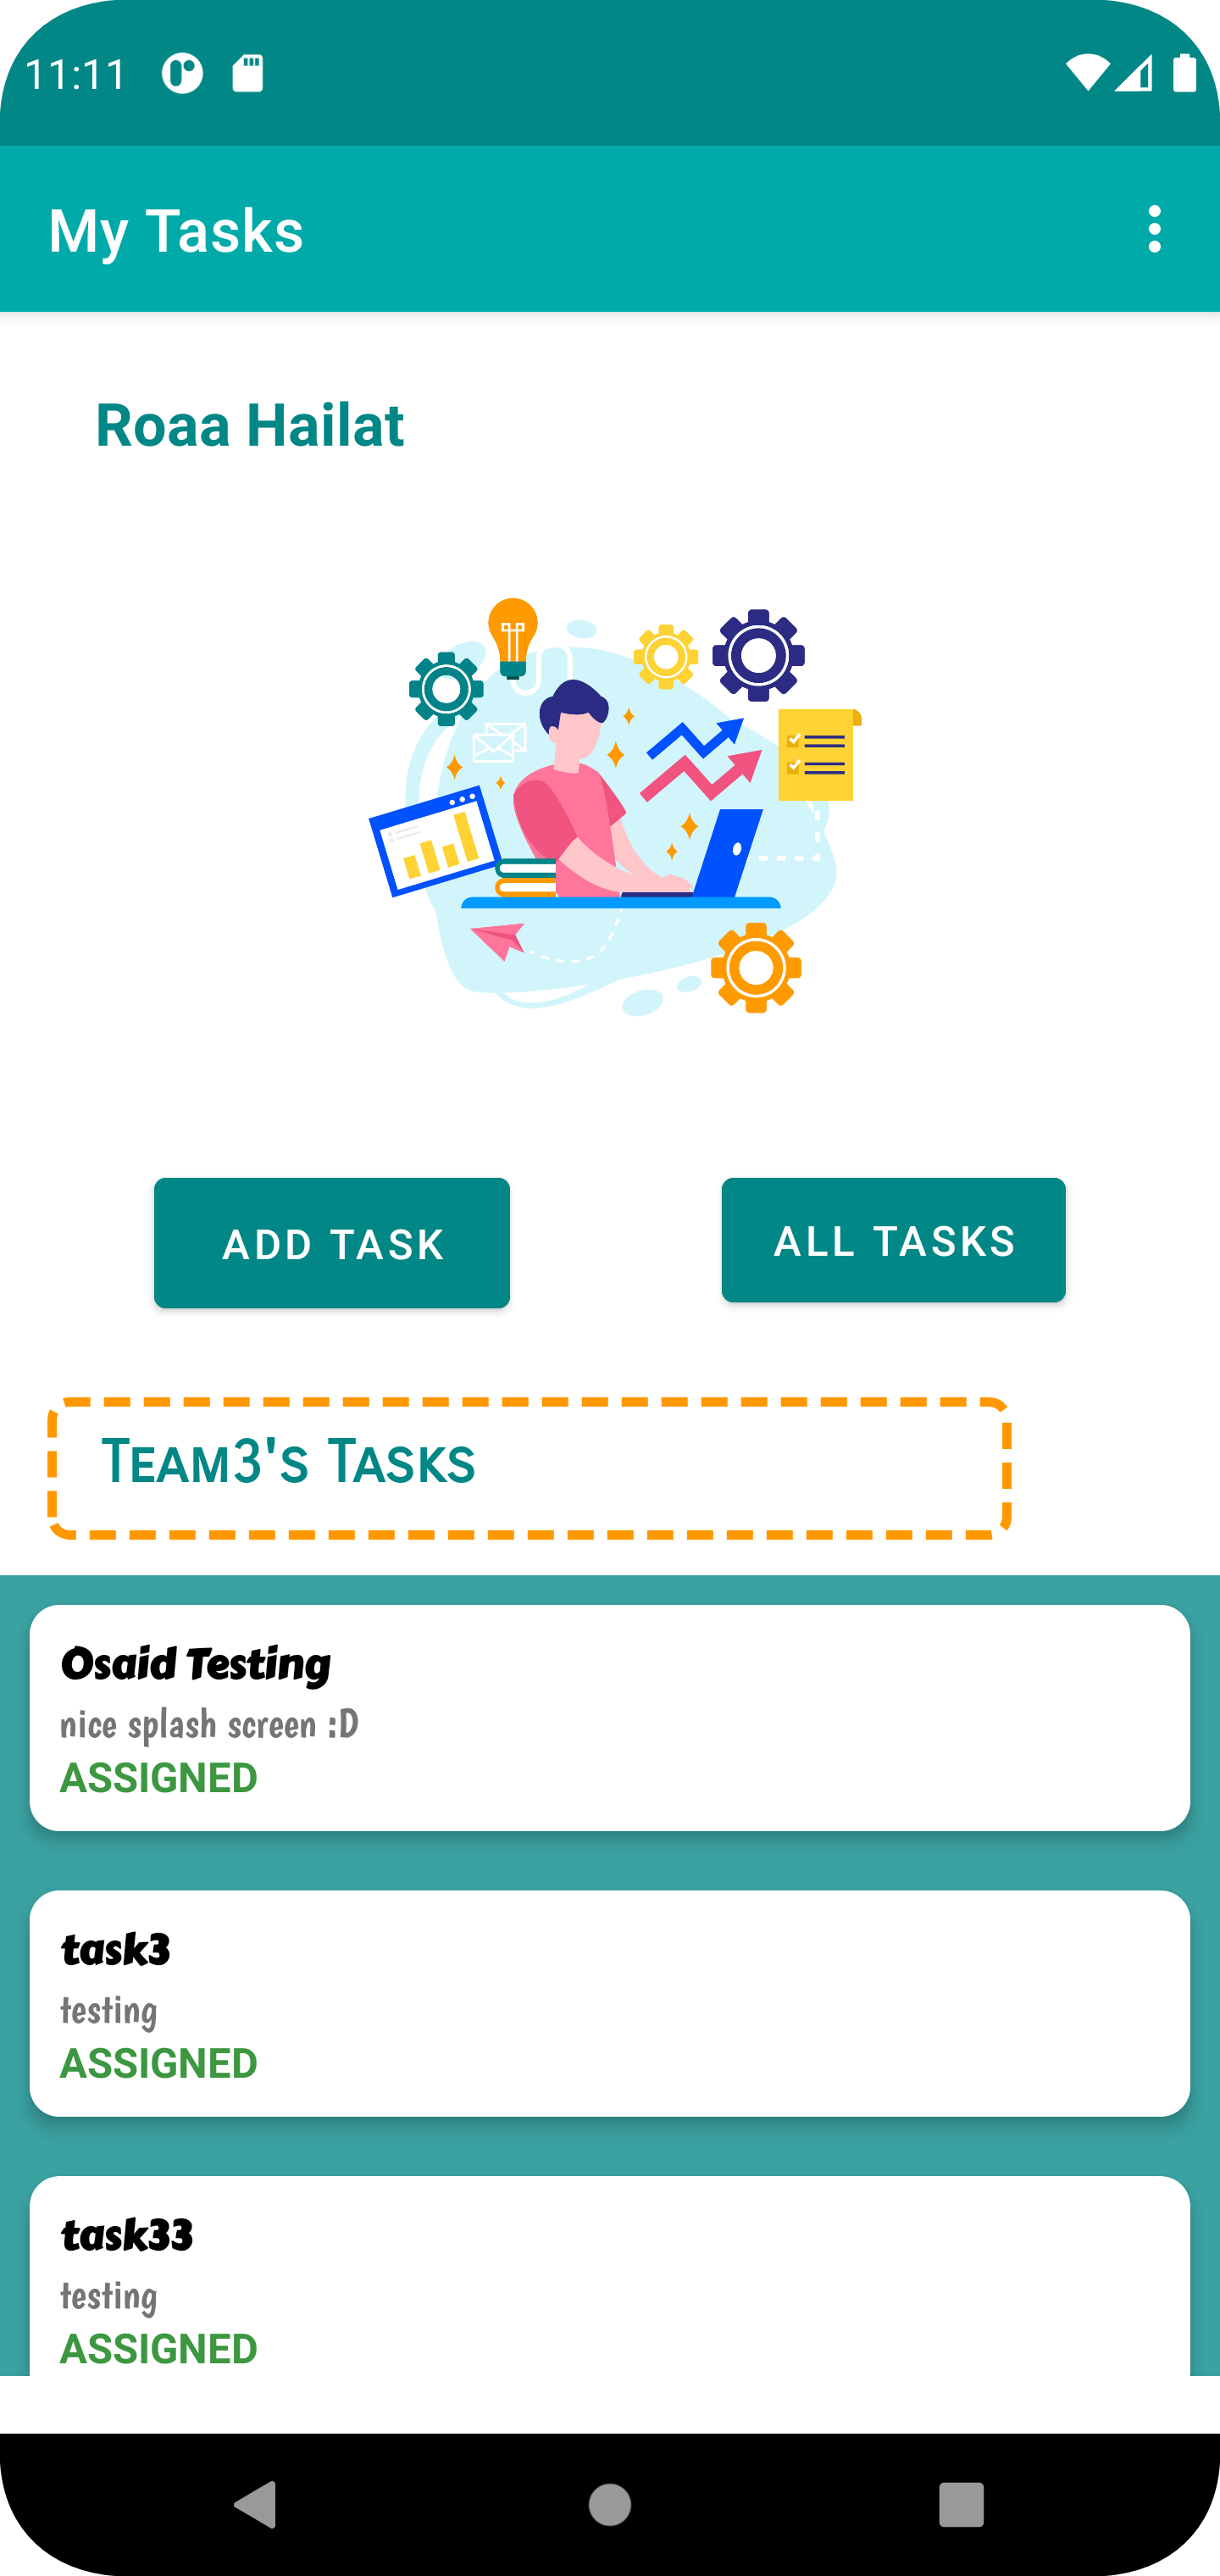 11:11
My Tasks
Roaa Hailat
ADD TASK
ALL TASKS
Team3's Tasks
Osaid Testing
nice splash screen :D
ASSIGNED
task3
testing
ASSIGNED
task33
testing
ASSIGNED